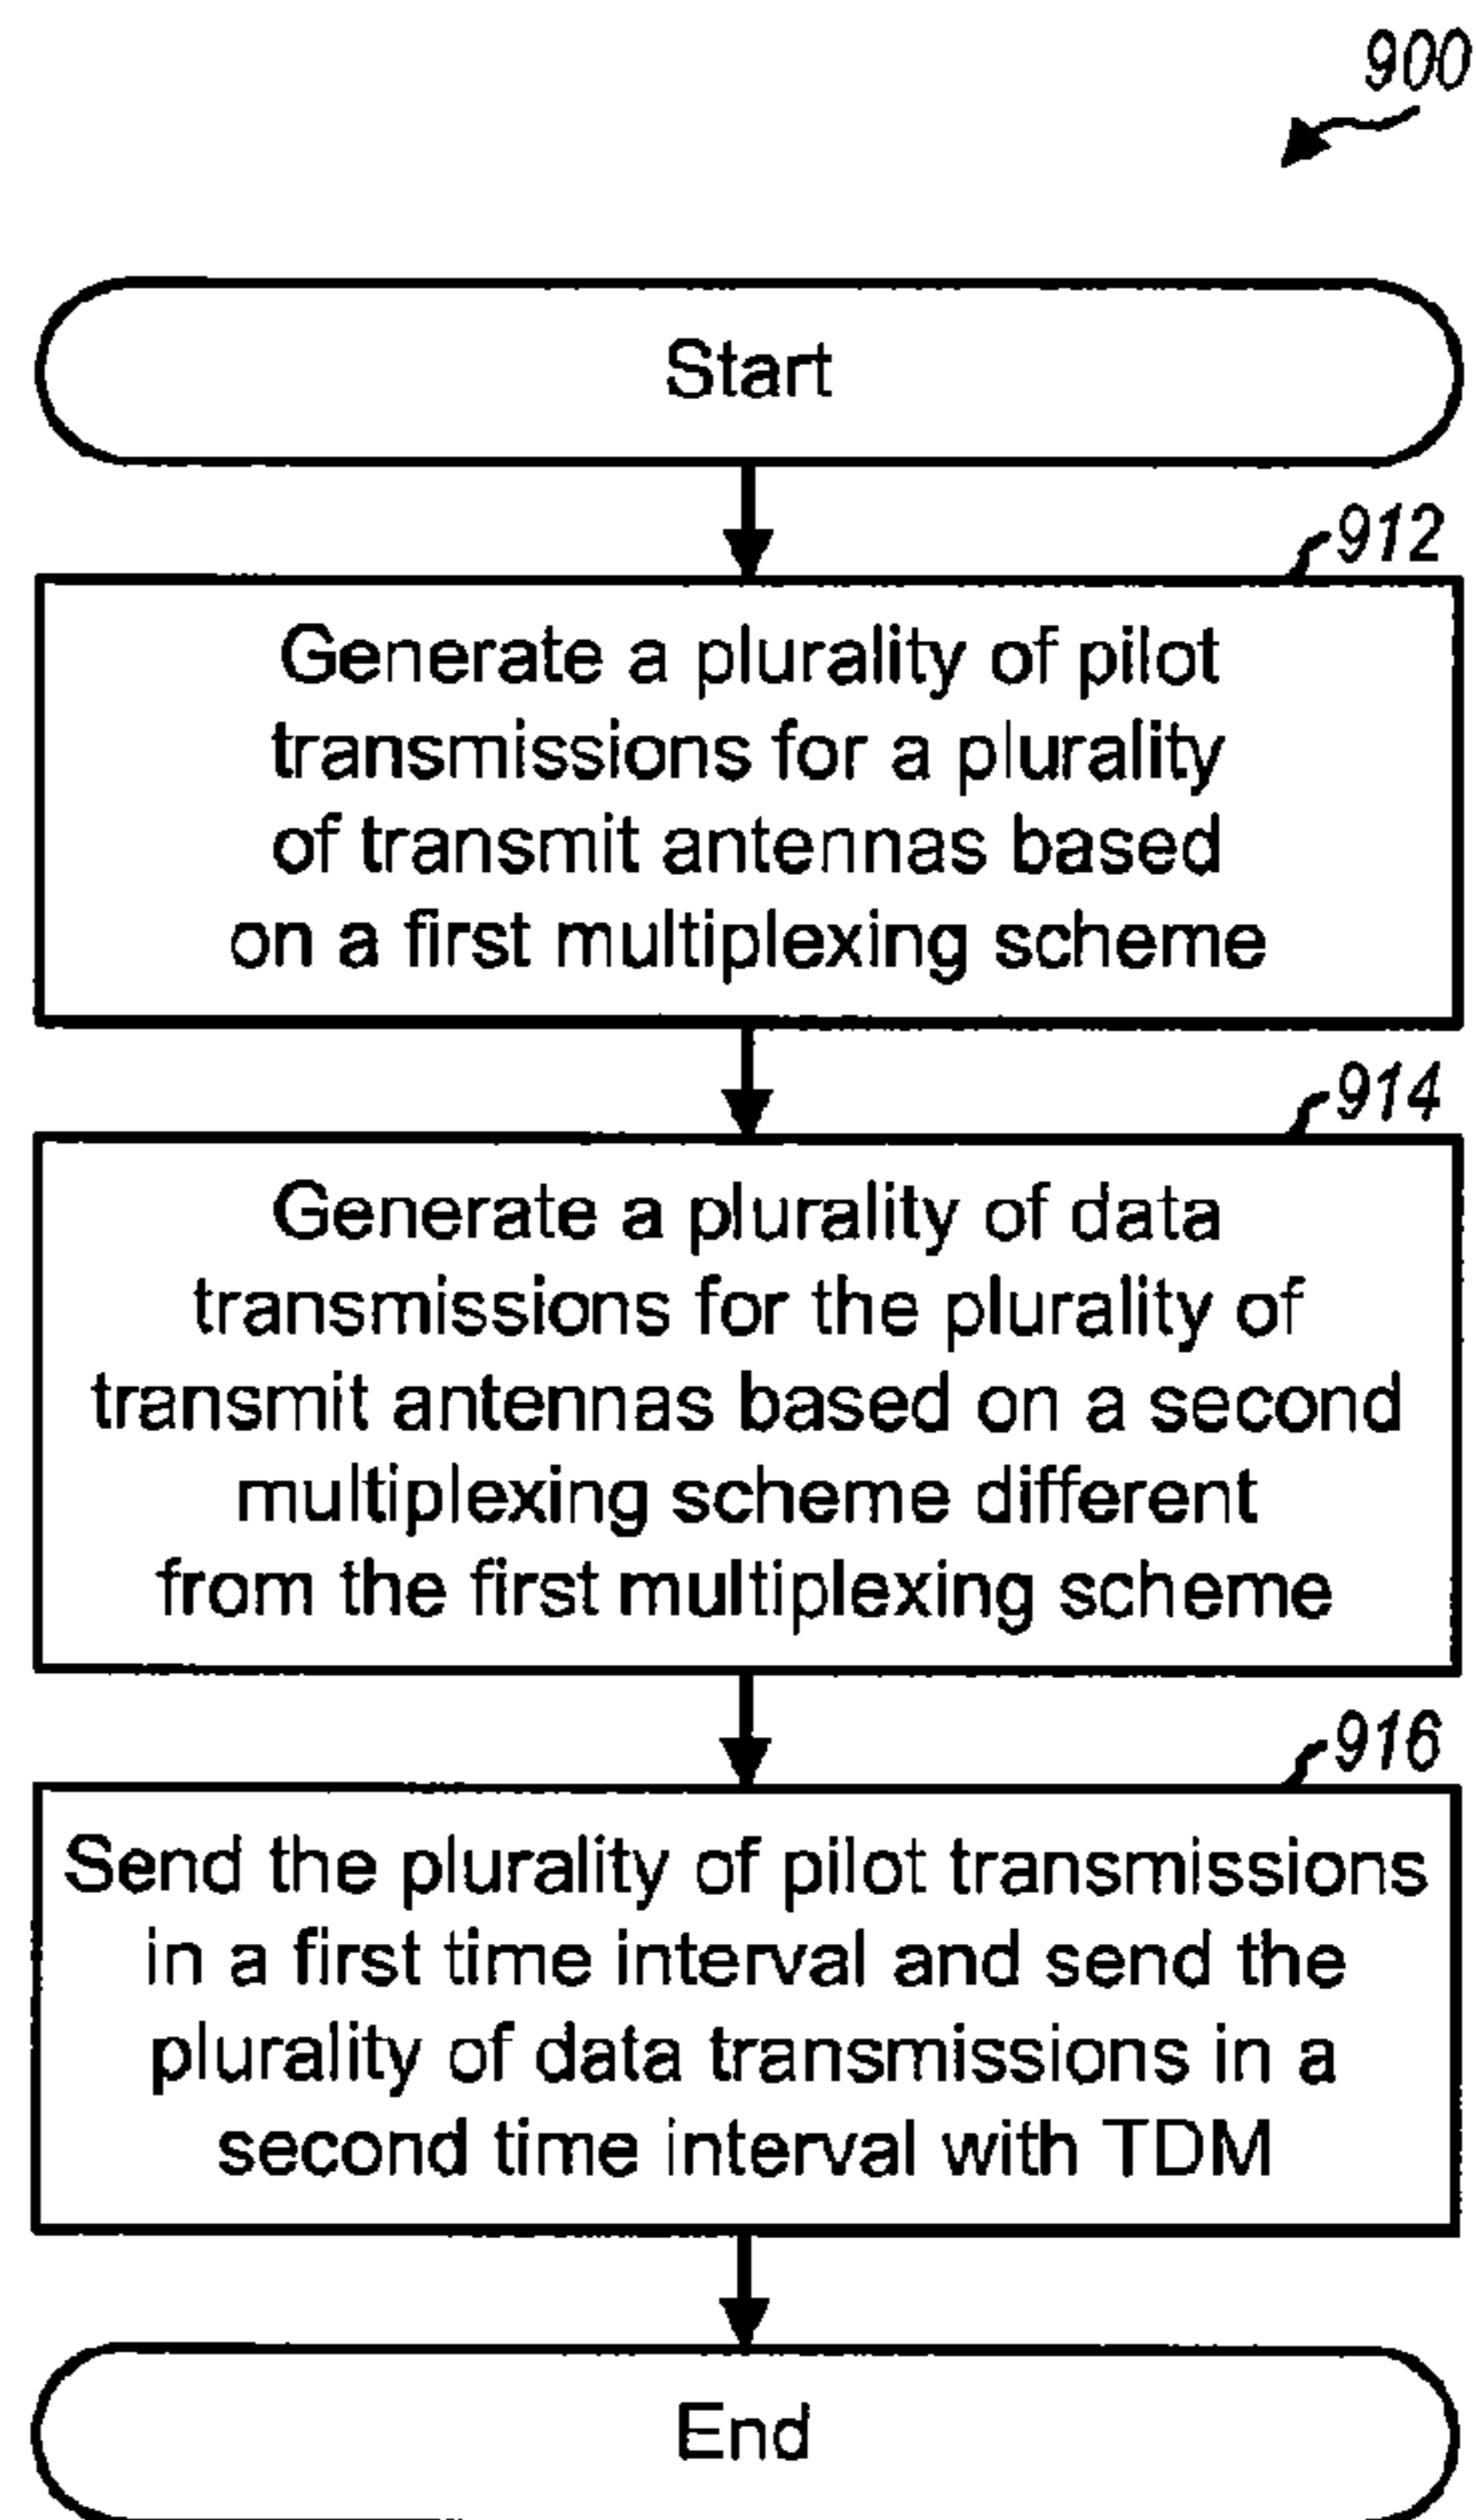 900
Start
912
Generate a plurality of pilot
transmissions for a plurality
of transmit antennas based
on a first multiplexing scheme
914
Generate a plurality of data
transmissions for the plurality of
transmit antennas based on a second
multiplexing scheme different
from the first multiplexing scheme
916
Send the plurality of pilot transmissions
in a first time interval and send the
plurality of data transmissions in a
second time interval with TDM
End